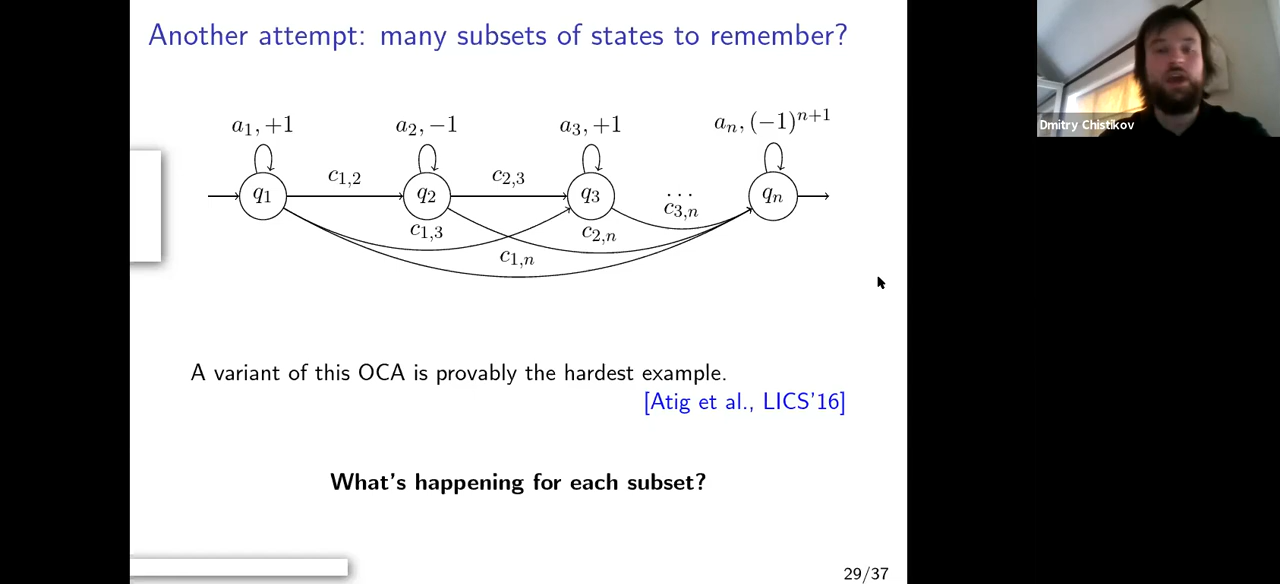 Another attempt: many subsets of states to remember?
a₁, +1 a₂, −1 a₃, +1 aₙ, (−1)ⁿ⁺¹
Dmitry Chistikov
c₁,₂ c₂,₃
q₁ q₂ q₃ ... qₙ
c₃,ₙ
c₁,₃ c₂,ₙ
c₁,ₙ
A variant of this OCA is provably the hardest example.
[Atig et al., LICS'16]
What's happening for each subset?
29/37